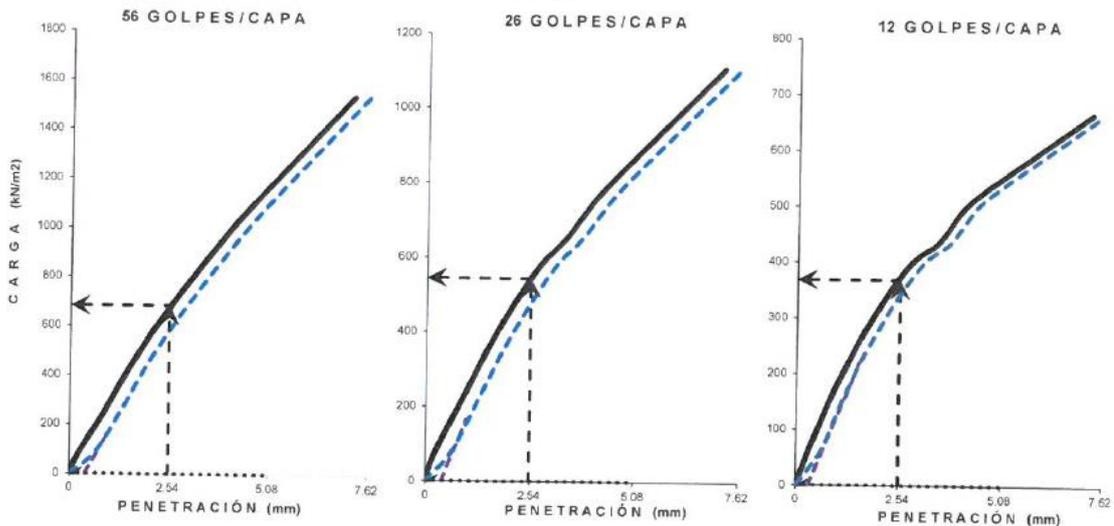 56 GOLPES/CAPA
1800
1600
1400
1200
1000
800
600
400
200
0
CARGA (kN/m2)
0 2.54 5.08 7.62
PENETRACIÓN (mm)
26 GOLPES/CAPA
1200
1000
800
600
400
200
0
0 2.54 5.08 7.62
PENETRACIÓN (mm)
12 GOLPES/CAPA
800
700
600
500
400
300
200
100
0
0 2.54 5.08 7.62
PENETRACIÓN (mm)